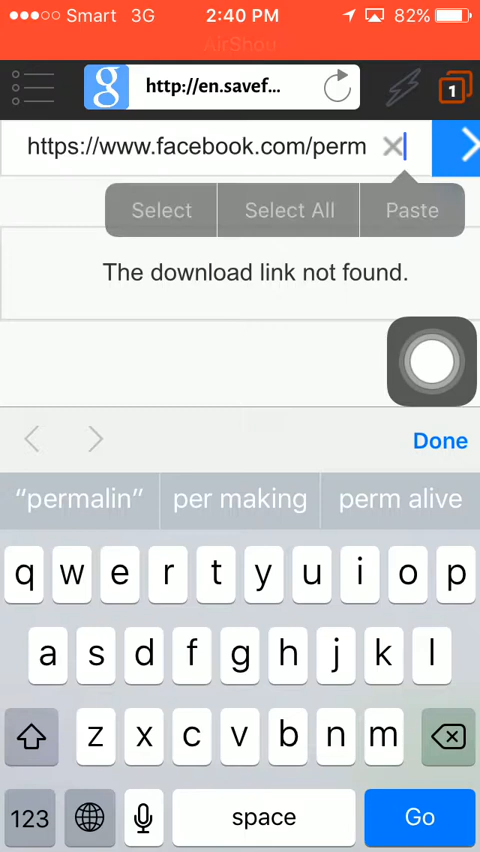 Smart 3G 2:40 PM 82%
AirShou
g http://en.savef... 1
https://www.facebook.com/perm
Select Select All Paste
The download link not found.
Done
“permalin” per making perm alive
q w e r t y u i o p
a s d f g h j k l
z x c v b n m
123 space Go